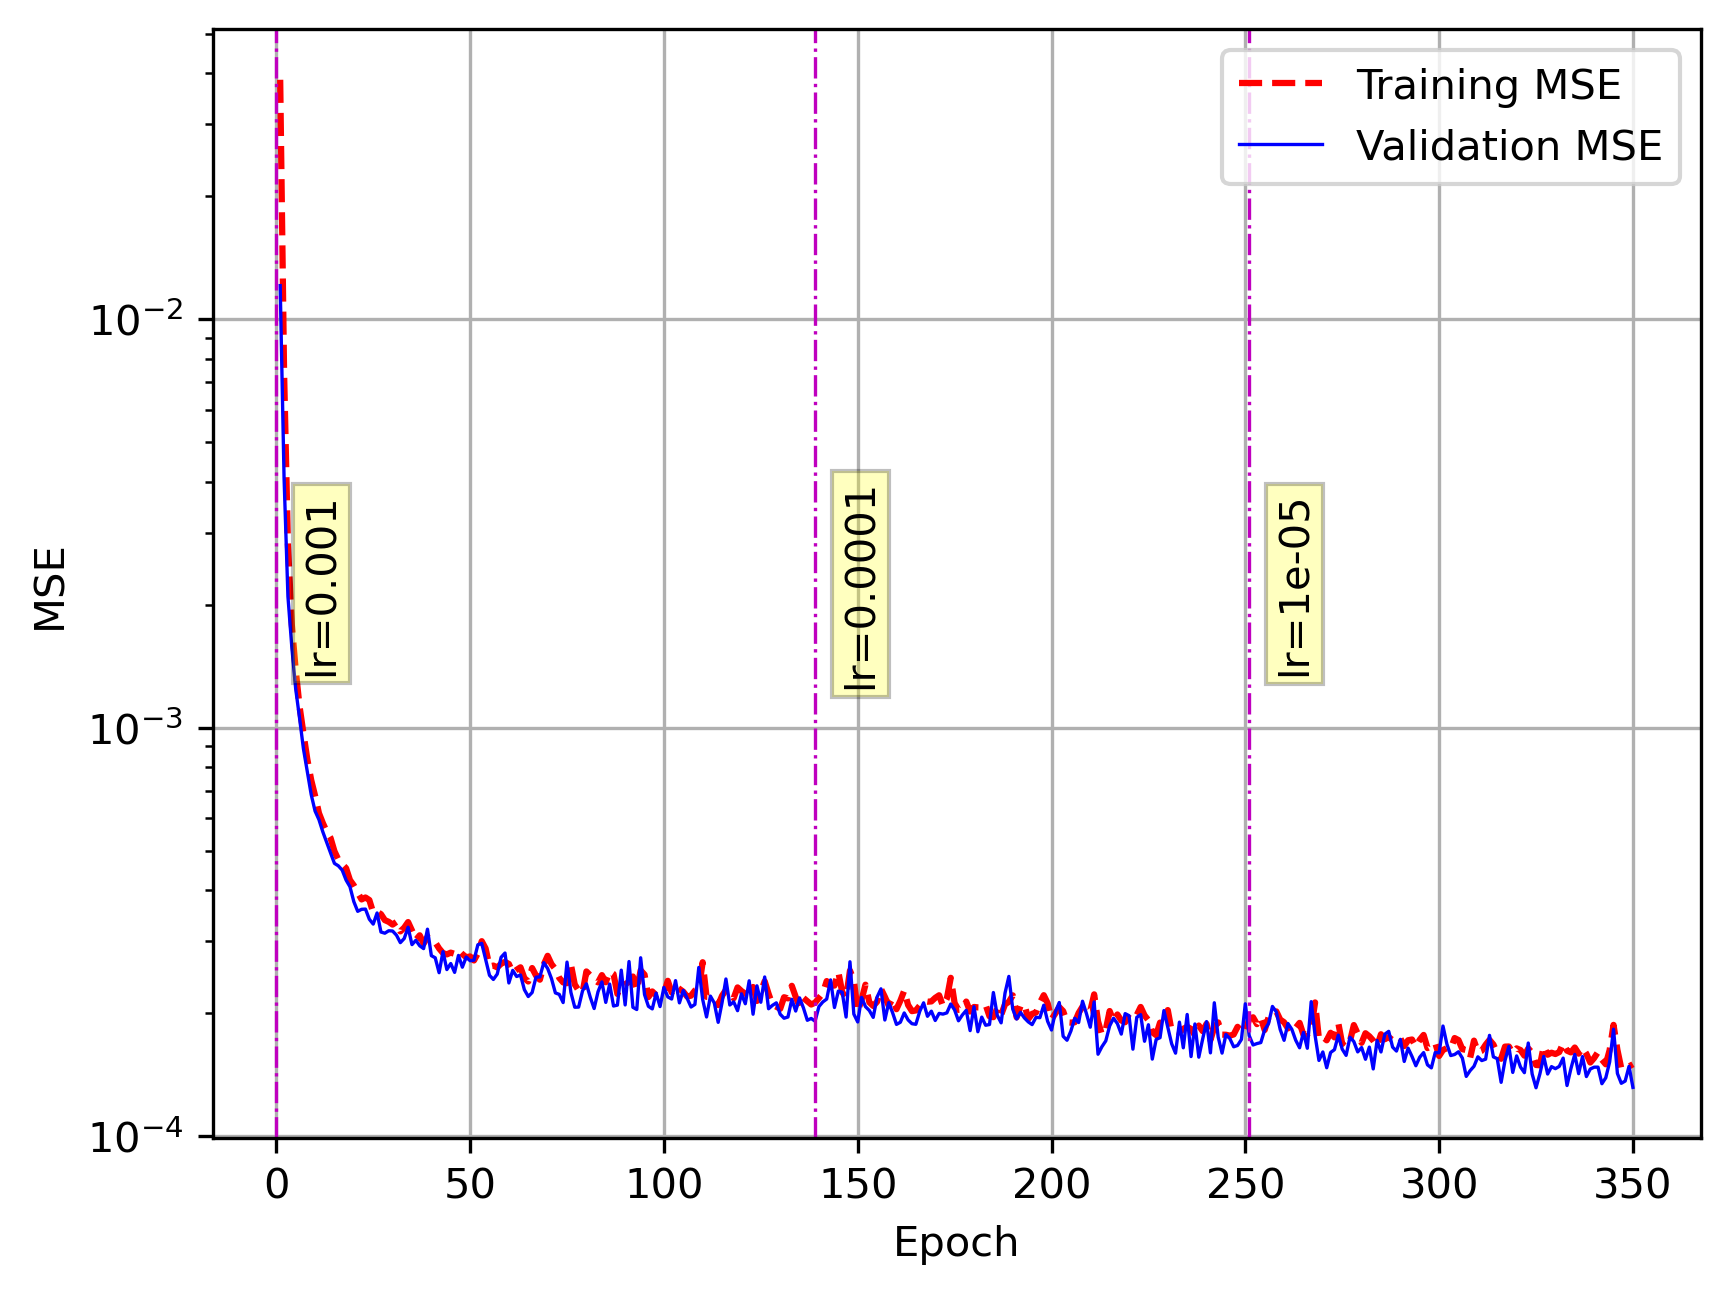 Training MSE
Validation MSE
10⁻²
10⁻³
10⁻⁴
MSE
lr=0.001
lr=0.0001
lr=1e-05
0 50 100 150 200 250 300 350
Epoch